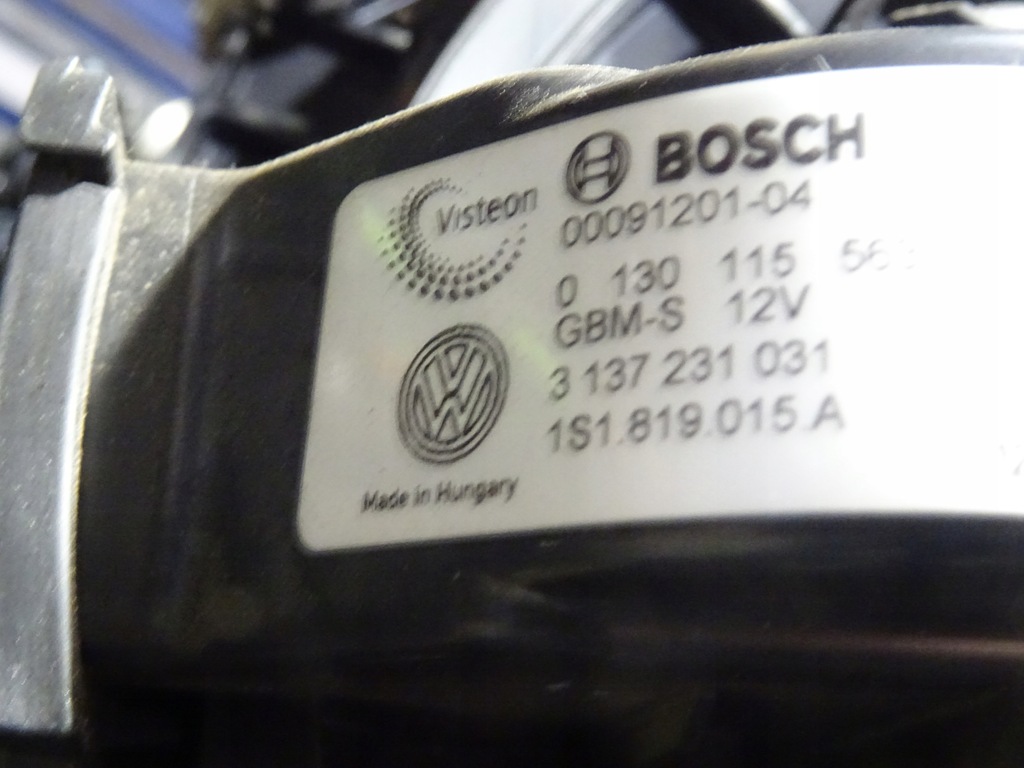 Visteon
BOSCH
00091201-04
0 130 115
GBM-S 12V
3 137 231 031
1S1.819.015.A
Made in Hungary